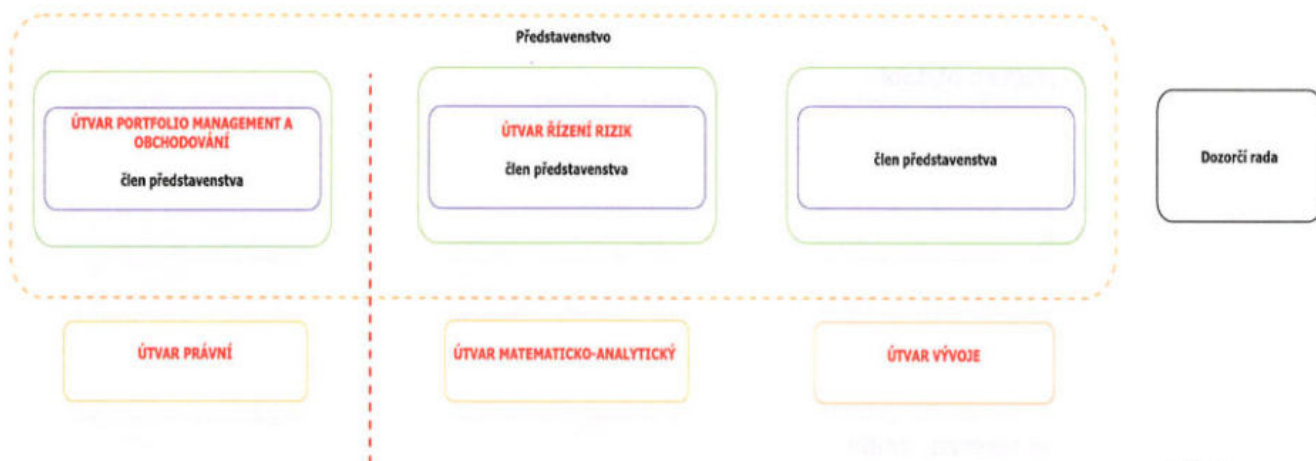 Představenstvo
ÚTVAR PORTFOLIO MANAGEMENT A
OBCHODOVÁNÍ
člen představenstva
ÚTVAR ŘÍZENÍ RIZIK
člen představenstva
člen představenstva
Dozorčí rada
ÚTVAR PRÁVNÍ
ÚTVAR MATEMATICKO-ANALYTICKÝ
ÚTVAR VÝVOJE